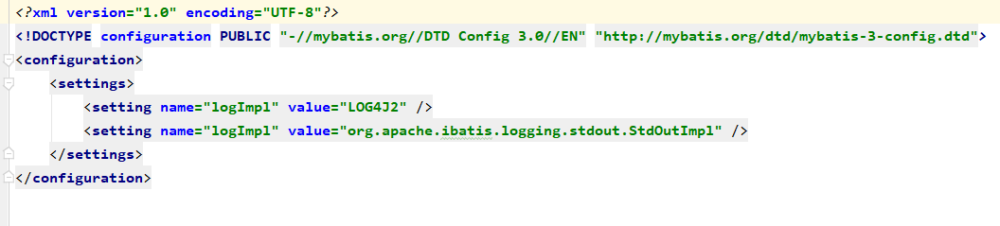 <?xml version="1.0" encoding="UTF-8"?>
<!DOCTYPE configuration PUBLIC "-//mybatis.org//DTD Config 3.0//EN" "http://mybatis.org/dtd/mybatis-3-config.dtd">
<configuration>
    <settings>
        <setting name="logImpl" value="LOG4J2" />
        <setting name="logImpl" value="org.apache.ibatis.logging.stdout.StdOutImpl" />
    </settings>
</configuration>